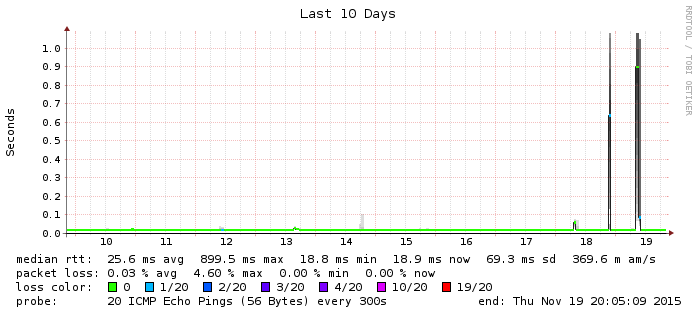 Last 10 Days
RRDTOOL / TOBI OETIKER
Seconds
1.0
0.9
0.8
0.7
0.6
0.5
0.4
0.3
0.2
0.1
0.0
10 11 12 13 14 15 16 17 18 19
median rtt: 25.6 ms avg 899.5 ms max 18.8 ms min 18.9 ms now 69.3 ms sd 369.6 m am/s
packet loss: 0.03 % avg 4.60 % max 0.00 % min 0.00 % now
loss color: 0 1/20 2/20 3/20 4/20 10/20 19/20
probe: 20 ICMP Echo Pings (56 Bytes) every 300s end: Thu Nov 19 20:05:09 2015